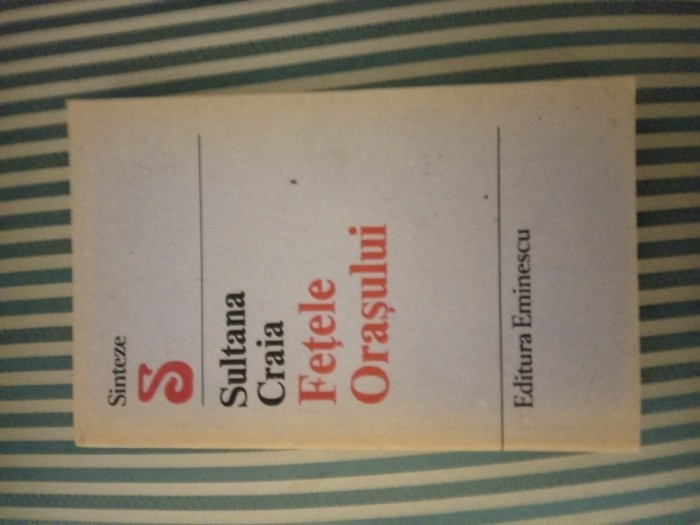 Sinteze
S
Sultana
Craia
Fețele
Orașului
Editura Eminescu